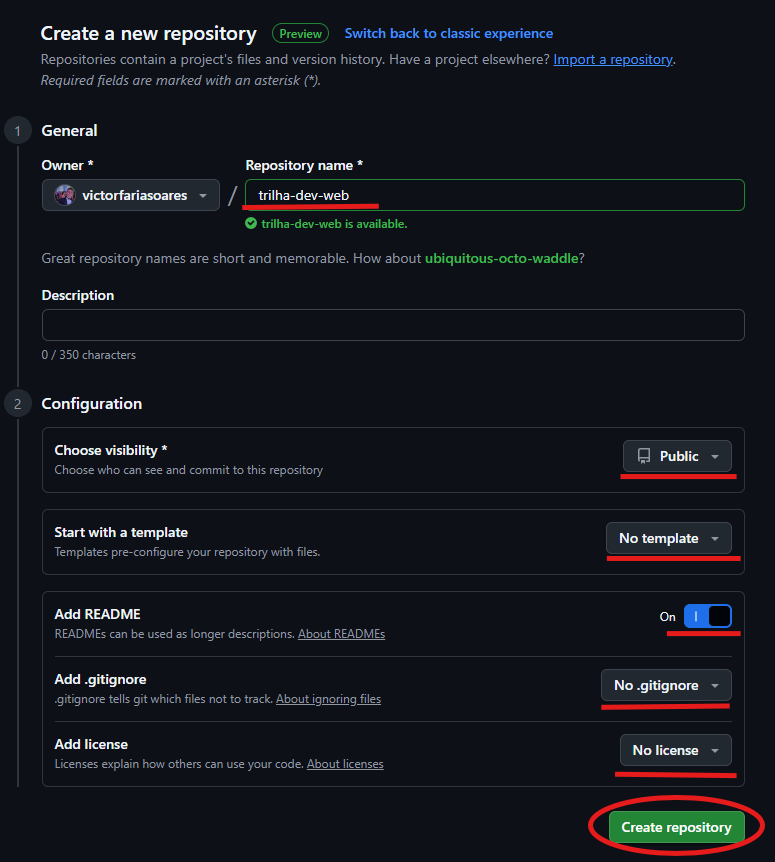 Create a new repository Preview Switch back to classic experience
Repositories contain a project's files and version history. Have a project elsewhere? Import a repository.
Required fields are marked with an asterisk (*).
1 General
Owner * Repository name *
victorfariasoares / trilha-dev-web
trilha-dev-web is available.
Great repository names are short and memorable. How about ubiquitous-octo-waddle?
Description
0 / 350 characters
2 Configuration
Choose visibility * Public
Choose who can see and commit to this repository
Start with a template No template
Templates pre-configure your repository with files.
Add README On
READMEs can be used as longer descriptions. About READMEs
Add .gitignore No .gitignore
.gitignore tells git which files not to track. About ignoring files
Add license No license
Licenses explain how others can use your code. About licenses
Create repository